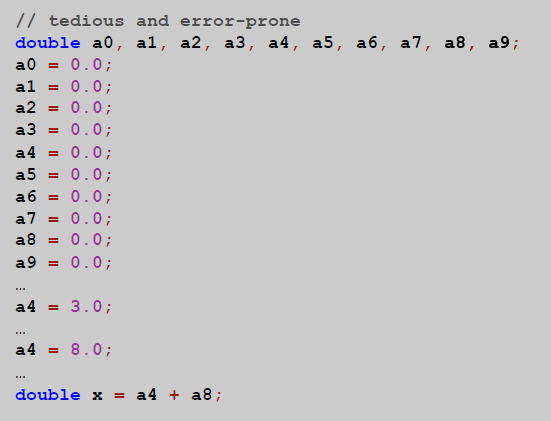 // tedious and error-prone
double a0, a1, a2, a3, a4, a5, a6, a7, a8, a9;
a0 = 0.0;
a1 = 0.0;
a2 = 0.0;
a3 = 0.0;
a4 = 0.0;
a5 = 0.0;
a6 = 0.0;
a7 = 0.0;
a8 = 0.0;
a9 = 0.0;
…
a4 = 3.0;
…
a4 = 8.0;
…
double x = a4 + a8;